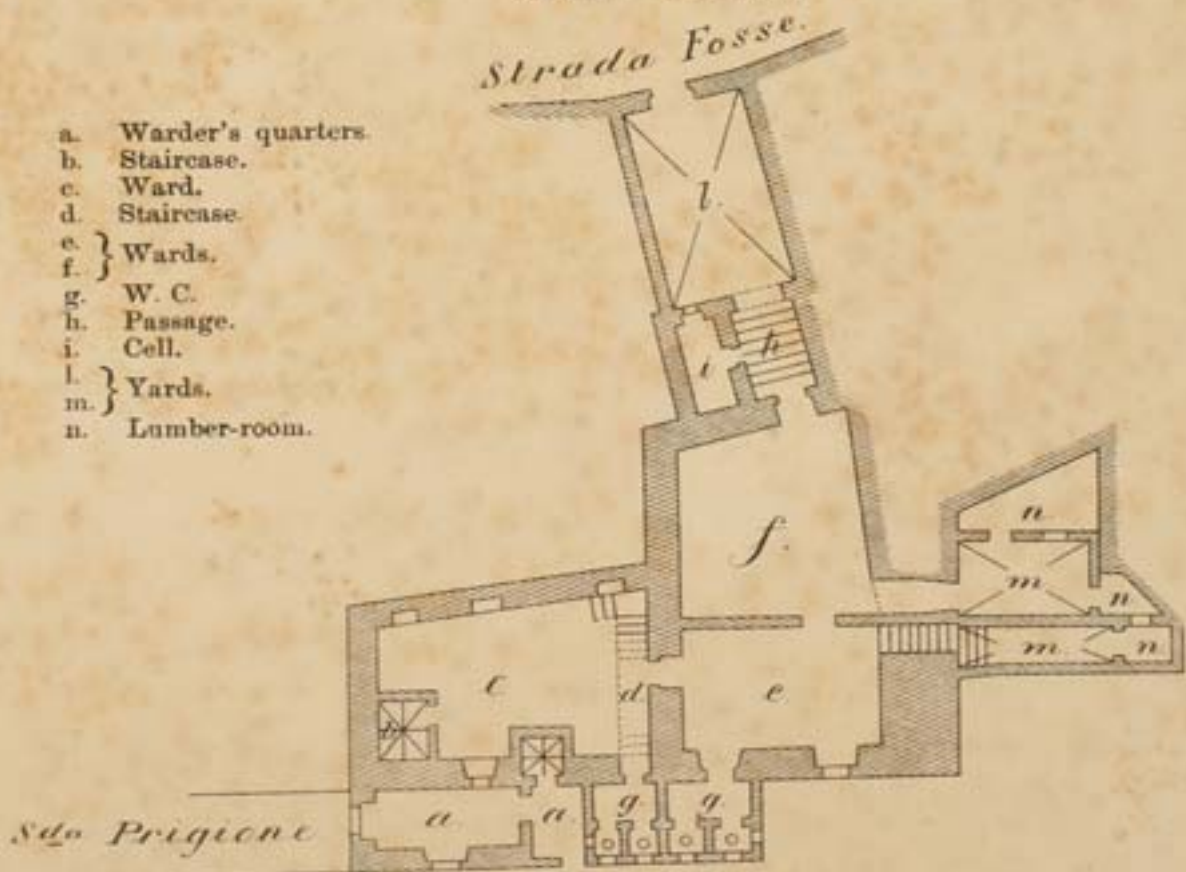 Strada Fosse.
a. Warder's quarters.
b. Staircase.
c. Ward.
d. Staircase.
e. } Wards.
f.
g. W. C.
h. Passage.
i. Cell.
l. } Yards.
m.
n. Lumber-room.
l.
i
h
f.
n
m
n
m
n
c
d
e
b
a
a
g
g
Sdo Prigione